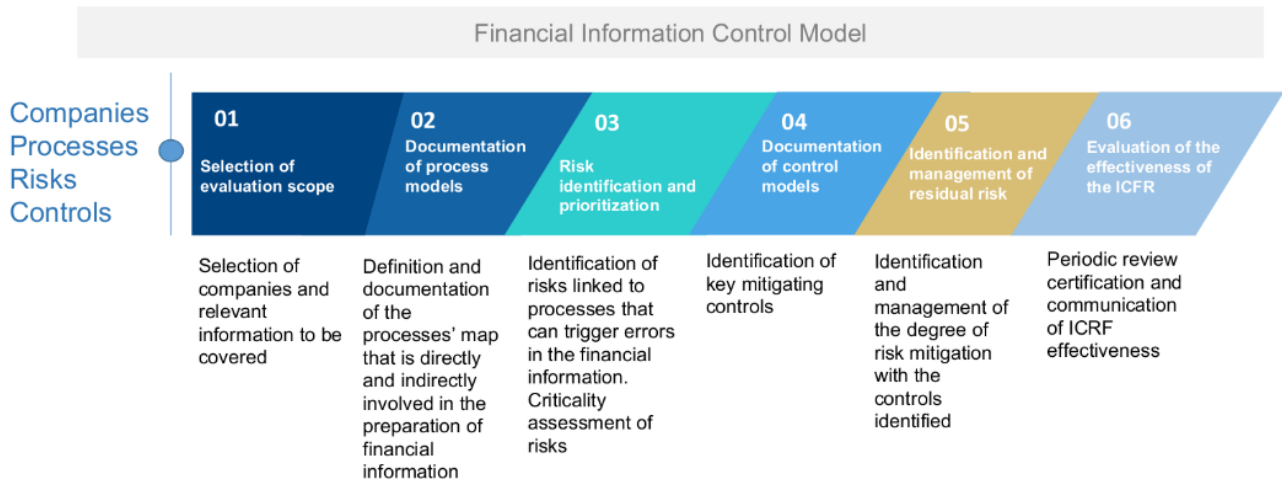 Financial Information Control Model
Companies
Processes
Risks
Controls
01
Selection of
evaluation scope
02
Documentation
of process
models
03
Risk
identification and
prioritization
04
Documentation
of control
models
05
Identification and
management of
residual risk
06
Evaluation of the
effectiveness of
the ICFR
Selection of
companies and
relevant
information to be
covered
Definition and
documentation
of the
processes' map
that is directly
and indirectly
involved in the
preparation of
financial
information
Identification of
risks linked to
processes that
can trigger errors
in the financial
information.
Criticality
assessment of
risks
Identification of
key mitigating
controls
Identification
and
management of
the degree of
risk mitigation
with the
controls
identified
Periodic review
certification and
communication
of ICRF
effectiveness